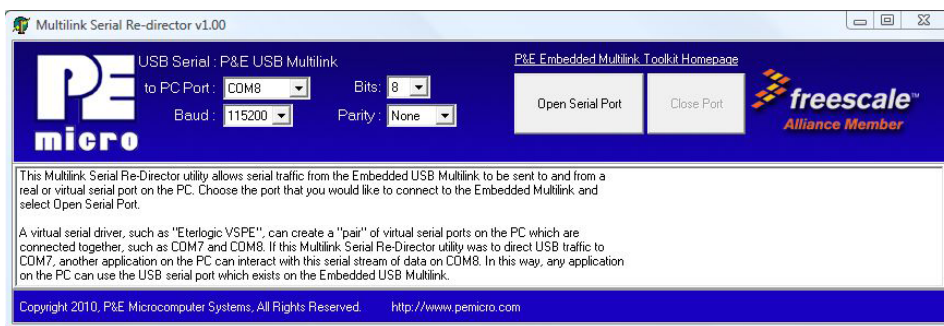 Multilink Serial Re-director v1.00
PE
micro
USB Serial : P&E USB Multilink
to PC Port : COM8 Bits: 8
Baud : 115200 Parity : None
P&E Embedded Multilink Toolkit Homepage
Open Serial Port Close Port
freescale™
Alliance Member
This Multilink Serial Re-Director utility allows serial traffic from the Embedded USB Multilink to be sent to and from a
real or virtual serial port on the PC. Choose the port that you would like to connect to the Embedded Multilink and
select Open Serial Port.
A virtual serial driver, such as "Eterlogic VSPE", can create a "pair" of virtual serial ports on the PC which are
connected together, such as COM7 and COM8. If this Multilink Serial Re-Director utility was to direct USB traffic to
COM7, another application on the PC can interact with this serial stream of data on COM8. In this way, any application
on the PC can use the USB serial port which exists on the Embedded USB Multilink.
Copyright 2010, P&E Microcomputer Systems, All Rights Reserved. http://www.pemicro.com